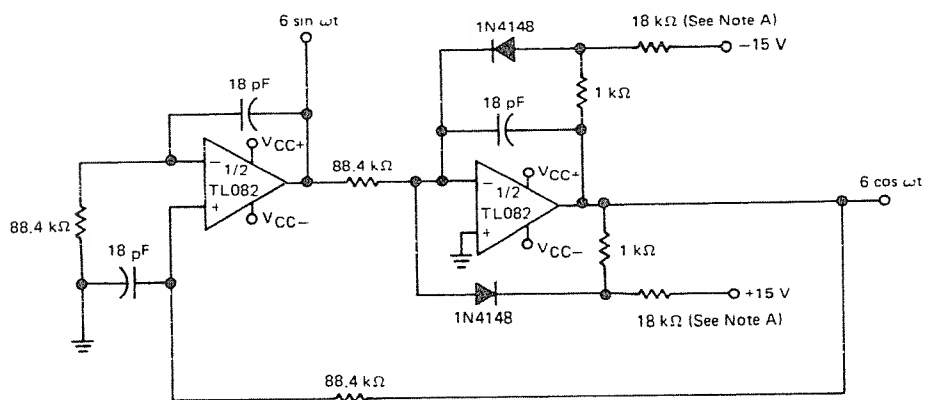 6 sin ωt
1N4148
18 kΩ (See Note A)
−15 V
18 pF
18 pF
1 kΩ
−
1/2
TL082
+
VCC+
VCC−
88.4 kΩ
88.4 kΩ
18 pF
−
1/2
TL082
+
VCC+
VCC−
6 cos ωt
1 kΩ
+15 V
1N4148
18 kΩ (See Note A)
88.4 kΩ